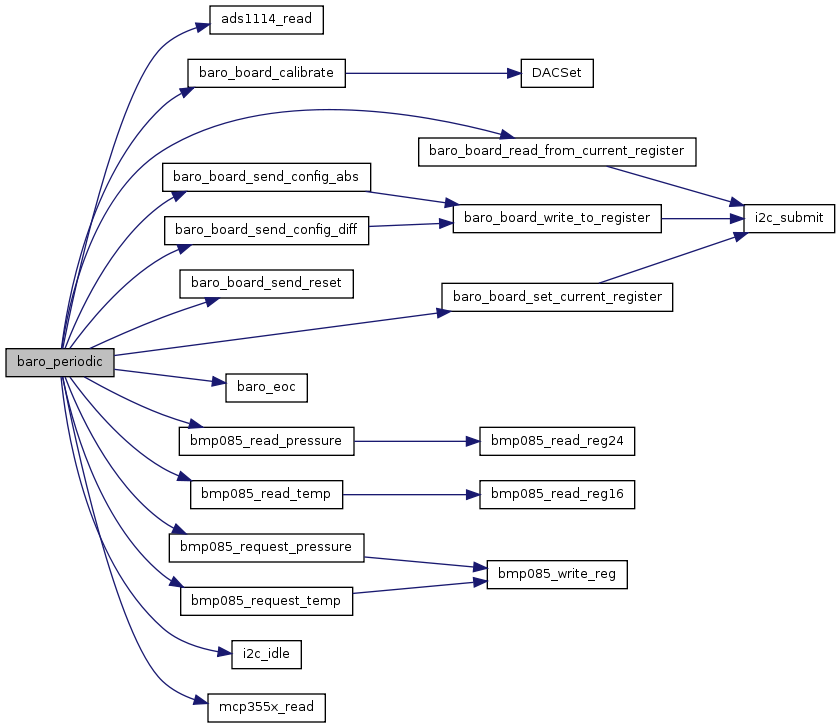 ads1114_read
baro_board_calibrate
DACSet
baro_board_read_from_current_register
baro_board_send_config_abs
baro_board_write_to_register
i2c_submit
baro_board_send_config_diff
baro_board_send_reset
baro_board_set_current_register
baro_periodic
baro_eoc
bmp085_read_pressure
bmp085_read_reg24
bmp085_read_temp
bmp085_read_reg16
bmp085_request_pressure
bmp085_write_reg
bmp085_request_temp
i2c_idle
mcp355x_read